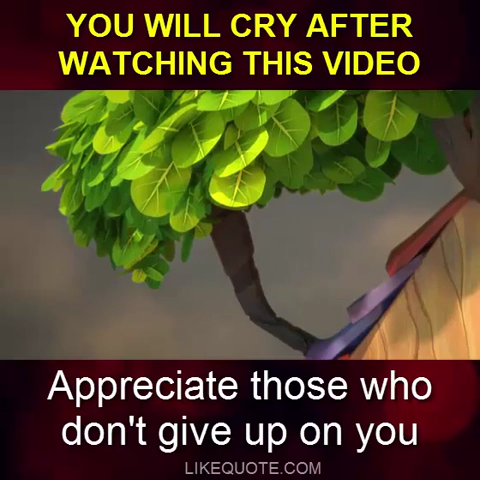 YOU WILL CRY AFTER
WATCHING THIS VIDEO
Appreciate those who
don't give up on you
LIKEQUOTE.COM